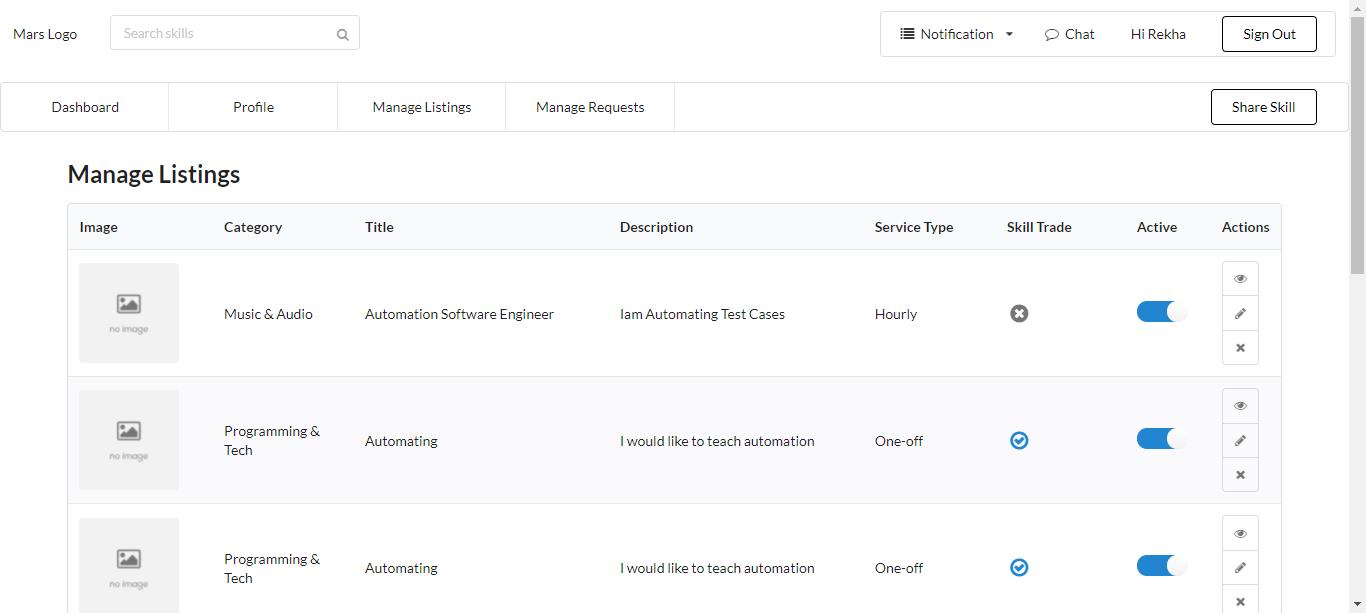 Mars Logo
Search skills
Notification
Chat
Hi Rekha
Sign Out
Dashboard
Profile
Manage Listings
Manage Requests
Share Skill
Manage Listings
Image Category Title Description Service Type Skill Trade Active Actions
no image
Music & Audio
Automation Software Engineer
Iam Automating Test Cases
Hourly
no image
Programming &
Tech
Automating
I would like to teach automation
One-off
no image
Programming &
Tech
Automating
I would like to teach automation
One-off